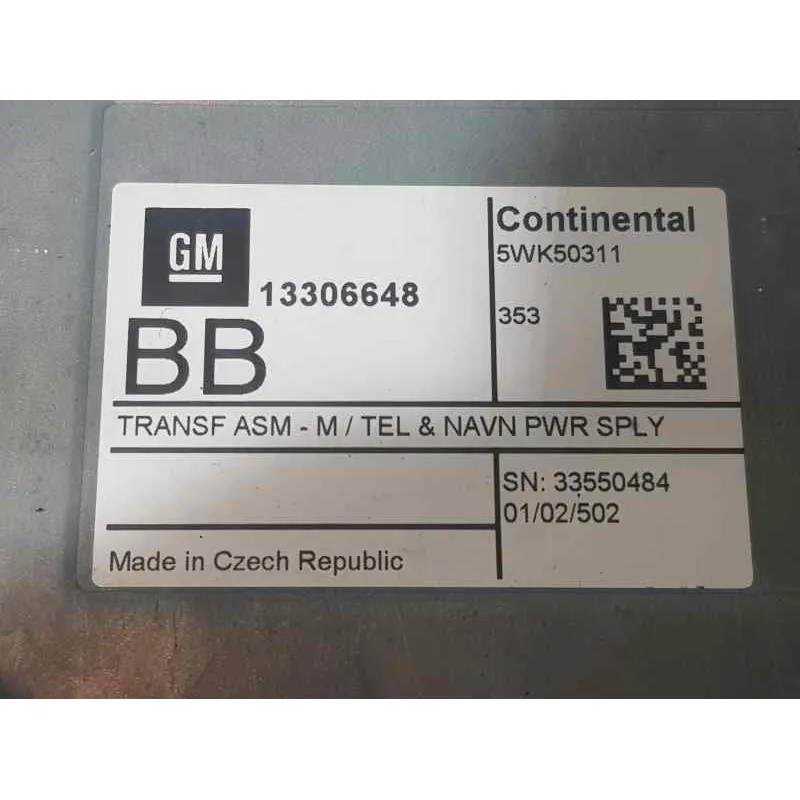 GM
13306648
BB
Continental
5WK50311
353
TRANSF ASM - M / TEL & NAVN PWR SPLY
SN: 33550484
01/02/502
Made in Czech Republic